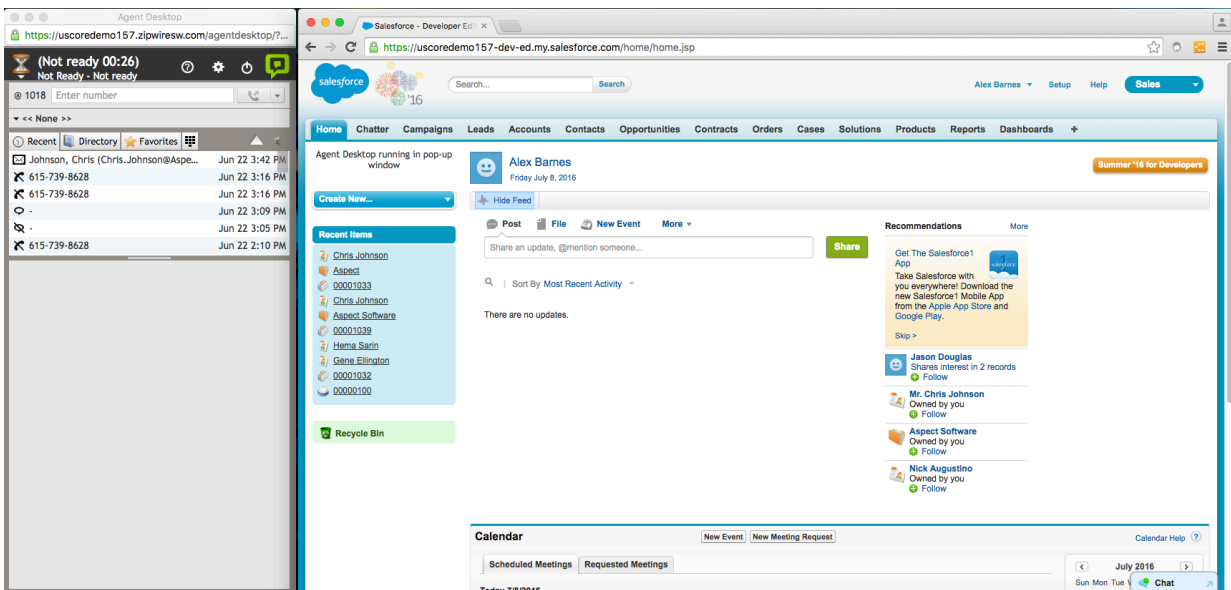 Agent Desktop
https://uscoredemo157.zipwiresw.com/agentdesktop/?...
(Not ready 00:26)
Not Ready - Not ready
@ 1018 Enter number
<< None >>
Recent Directory Favorites
Johnson, Chris (Chris.Johnson@Aspe... Jun 22 3:42 PM
615-739-8628 Jun 22 3:16 PM
615-739-8628 Jun 22 3:16 PM
- Jun 22 3:09 PM
- Jun 22 3:05 PM
615-739-8628 Jun 22 2:10 PM
Salesforce - Developer Edi
https://uscoredemo157-dev-ed.my.salesforce.com/home/home.jsp
salesforce
'16
Search... Search
Alex Barnes Setup Help Sales
Home Chatter Campaigns Leads Accounts Contacts Opportunities Contracts Orders Cases Solutions Products Reports Dashboards +
Agent Desktop running in pop-up
window
Create New...
Recent Items
Chris Johnson
Aspect
00001033
Chris Johnson
Aspect Software
00001039
Hema Sarin
Gene Ellington
00001032
00000100
Recycle Bin
Alex Barnes
Friday July 8, 2016
Summer '16 for Developers
Hide Feed
Post File New Event More
Share an update, @mention someone... Share
Sort By Most Recent Activity
There are no updates.
Recommendations More
Get The Salesforce1
App
salesforce
Take Salesforce with
you everywhere! Download the
new Salesforce1 Mobile App
from the Apple App Store and
Google Play.
Skip >
Jason Douglas
Shares interest in 2 records
Follow
Mr. Chris Johnson
Owned by you
Follow
Aspect Software
Owned by you
Follow
Nick Augustino
Owned by you
Follow
Calendar New Event New Meeting Request Calendar Help ?
Scheduled Meetings Requested Meetings
Today 7/8/2016
< July 2016 >
Sun Mon Tue
Chat